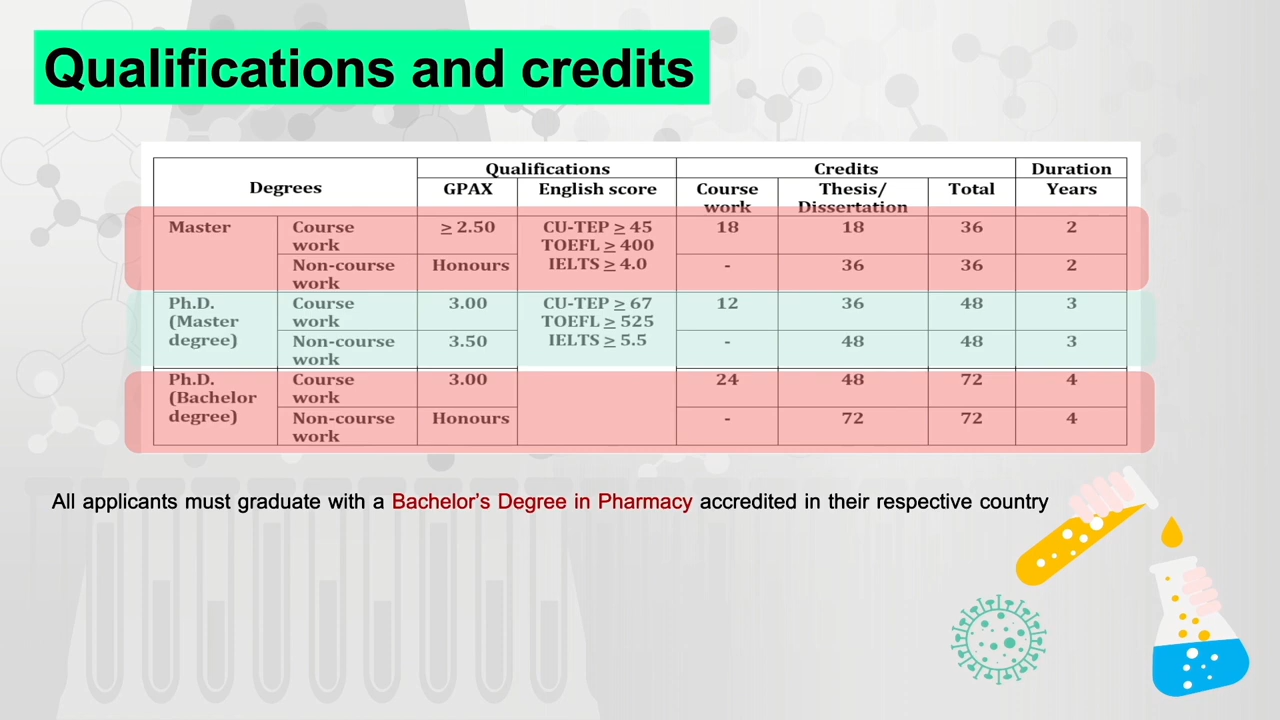 Qualifications and credits
Degrees Qualifications Credits Duration
GPAX English score Course work Thesis/ Dissertation Total Years
Master Course work ≥ 2.50 CU-TEP ≥ 45 TOEFL ≥ 400 IELTS ≥ 4.0 18 18 36 2
Non-course work Honours - 36 36 2
Ph.D. (Master degree) Course work 3.00 CU-TEP ≥ 67 TOEFL ≥ 525 IELTS ≥ 5.5 12 36 48 3
Non-course work 3.50 - 48 48 3
Ph.D. (Bachelor degree) Course work 3.00 24 48 72 4
Non-course work Honours - 72 72 4
All applicants must graduate with a Bachelor’s Degree in Pharmacy accredited in their respective country